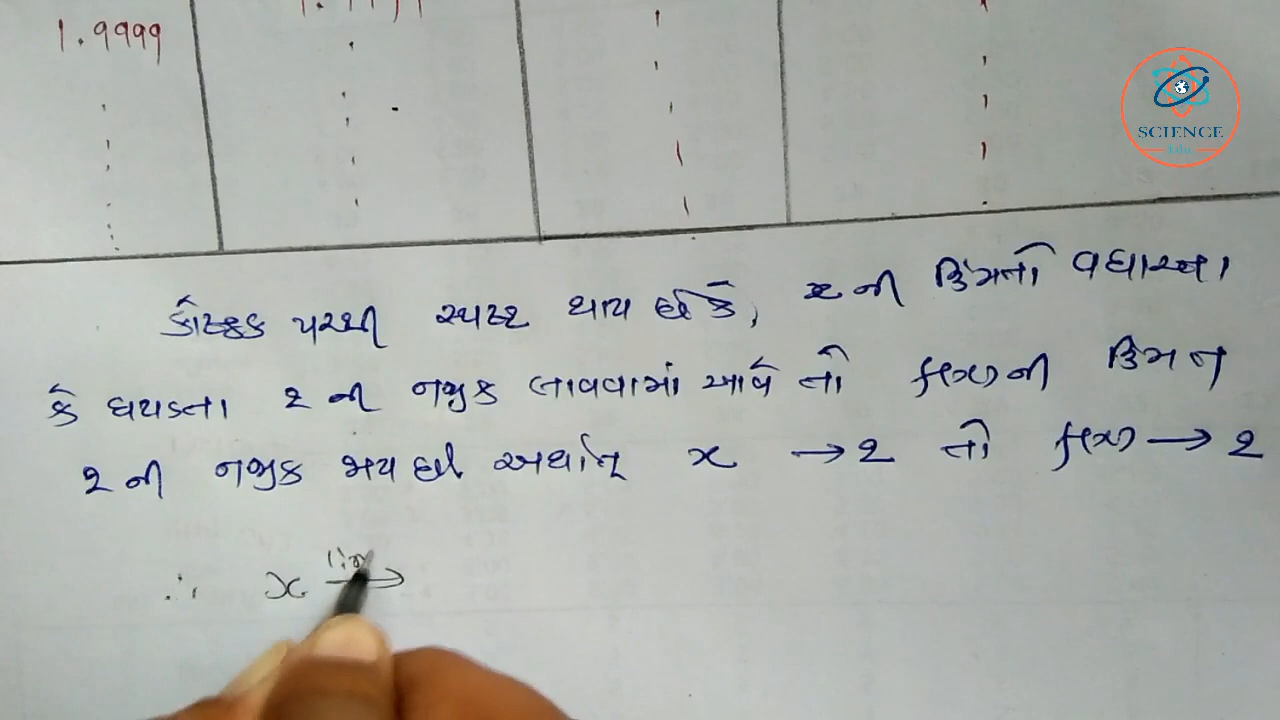 1.9999
SCIENCE
Edu.
કોષ્ટક પરથી સ્પષ્ટ થાય છે કે, x ની કિંમતો વધારતા
કે ઘટાડતા 2 ની નજીક લાવવામાં આવે તો f(x) ની કિંમત
2 ની નજીક જાય છે અર્થાત્ x → 2 તો f(x) → 2
∴ x lim →